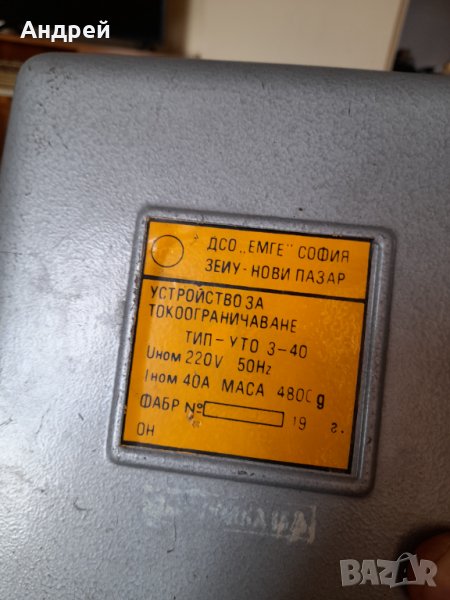 Андрей
ДСО „ЕМГЕ" СОФИЯ
ЗЕИУ - НОВИ ПАЗАР
УСТРОЙСТВО ЗА
ТОКООГРАНИЧАВАНЕ
ТИП - УТО 3-40
Uном 220V 50Hz
Iном 40A МАСА 4800g
ФАБР № 19 г.
ОН
BAZAR